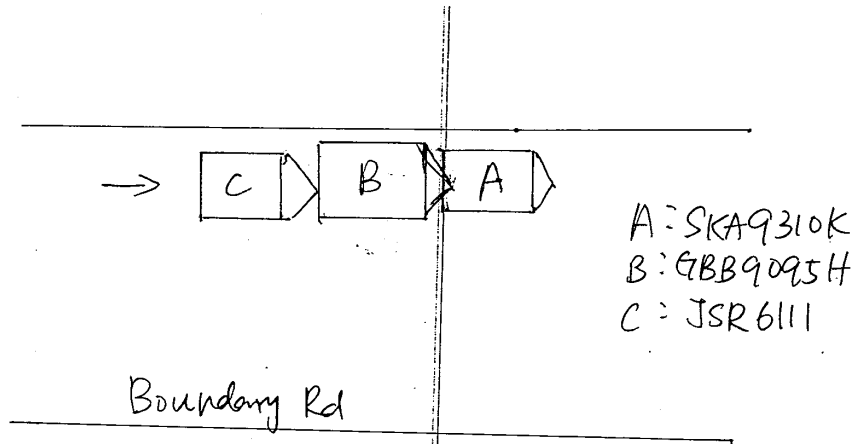 C B A
A: SKA9310K
B: GBB9095H
C: JSR6111
Boundary Rd